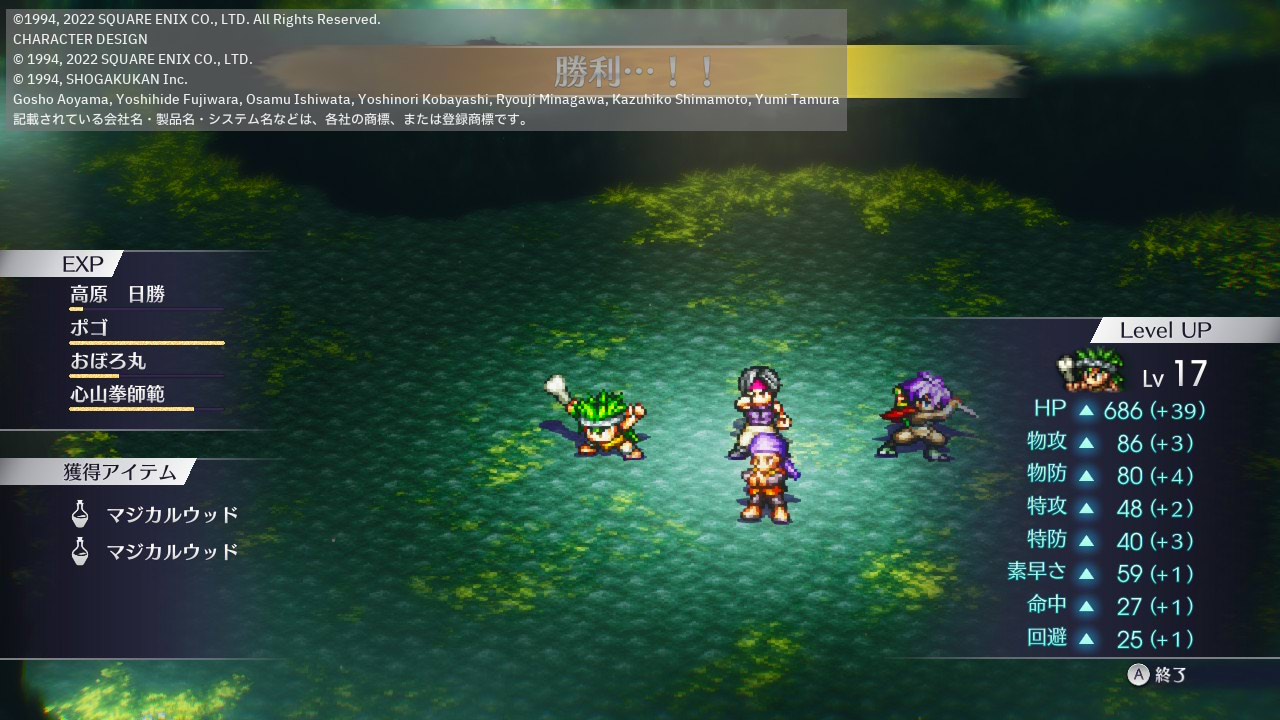 ©1994, 2022 SQUARE ENIX CO., LTD. All Rights Reserved.
CHARACTER DESIGN
© 1994, 2022 SQUARE ENIX CO., LTD.
© 1994, SHOGAKUKAN Inc.
Gosho Aoyama, Yoshihide Fujiwara, Osamu Ishiwata, Yoshinori Kobayashi, Ryouji Minagawa, Kazuhiko Shimamoto, Yumi Tamura
記載されている会社名・製品名・システム名などは、各社の商標、または登録商標です。
勝利…！！
EXP
高原　日勝
ポゴ
おぼろ丸
心山拳師範
獲得アイテム
マジカルウッド
マジカルウッド
Level UP
Lv 17
HP ▲ 686 (+39)
物攻 ▲ 86 (+3)
物防 ▲ 80 (+4)
特攻 ▲ 48 (+2)
特防 ▲ 40 (+3)
素早さ ▲ 59 (+1)
命中 ▲ 27 (+1)
回避 ▲ 25 (+1)
A 終了